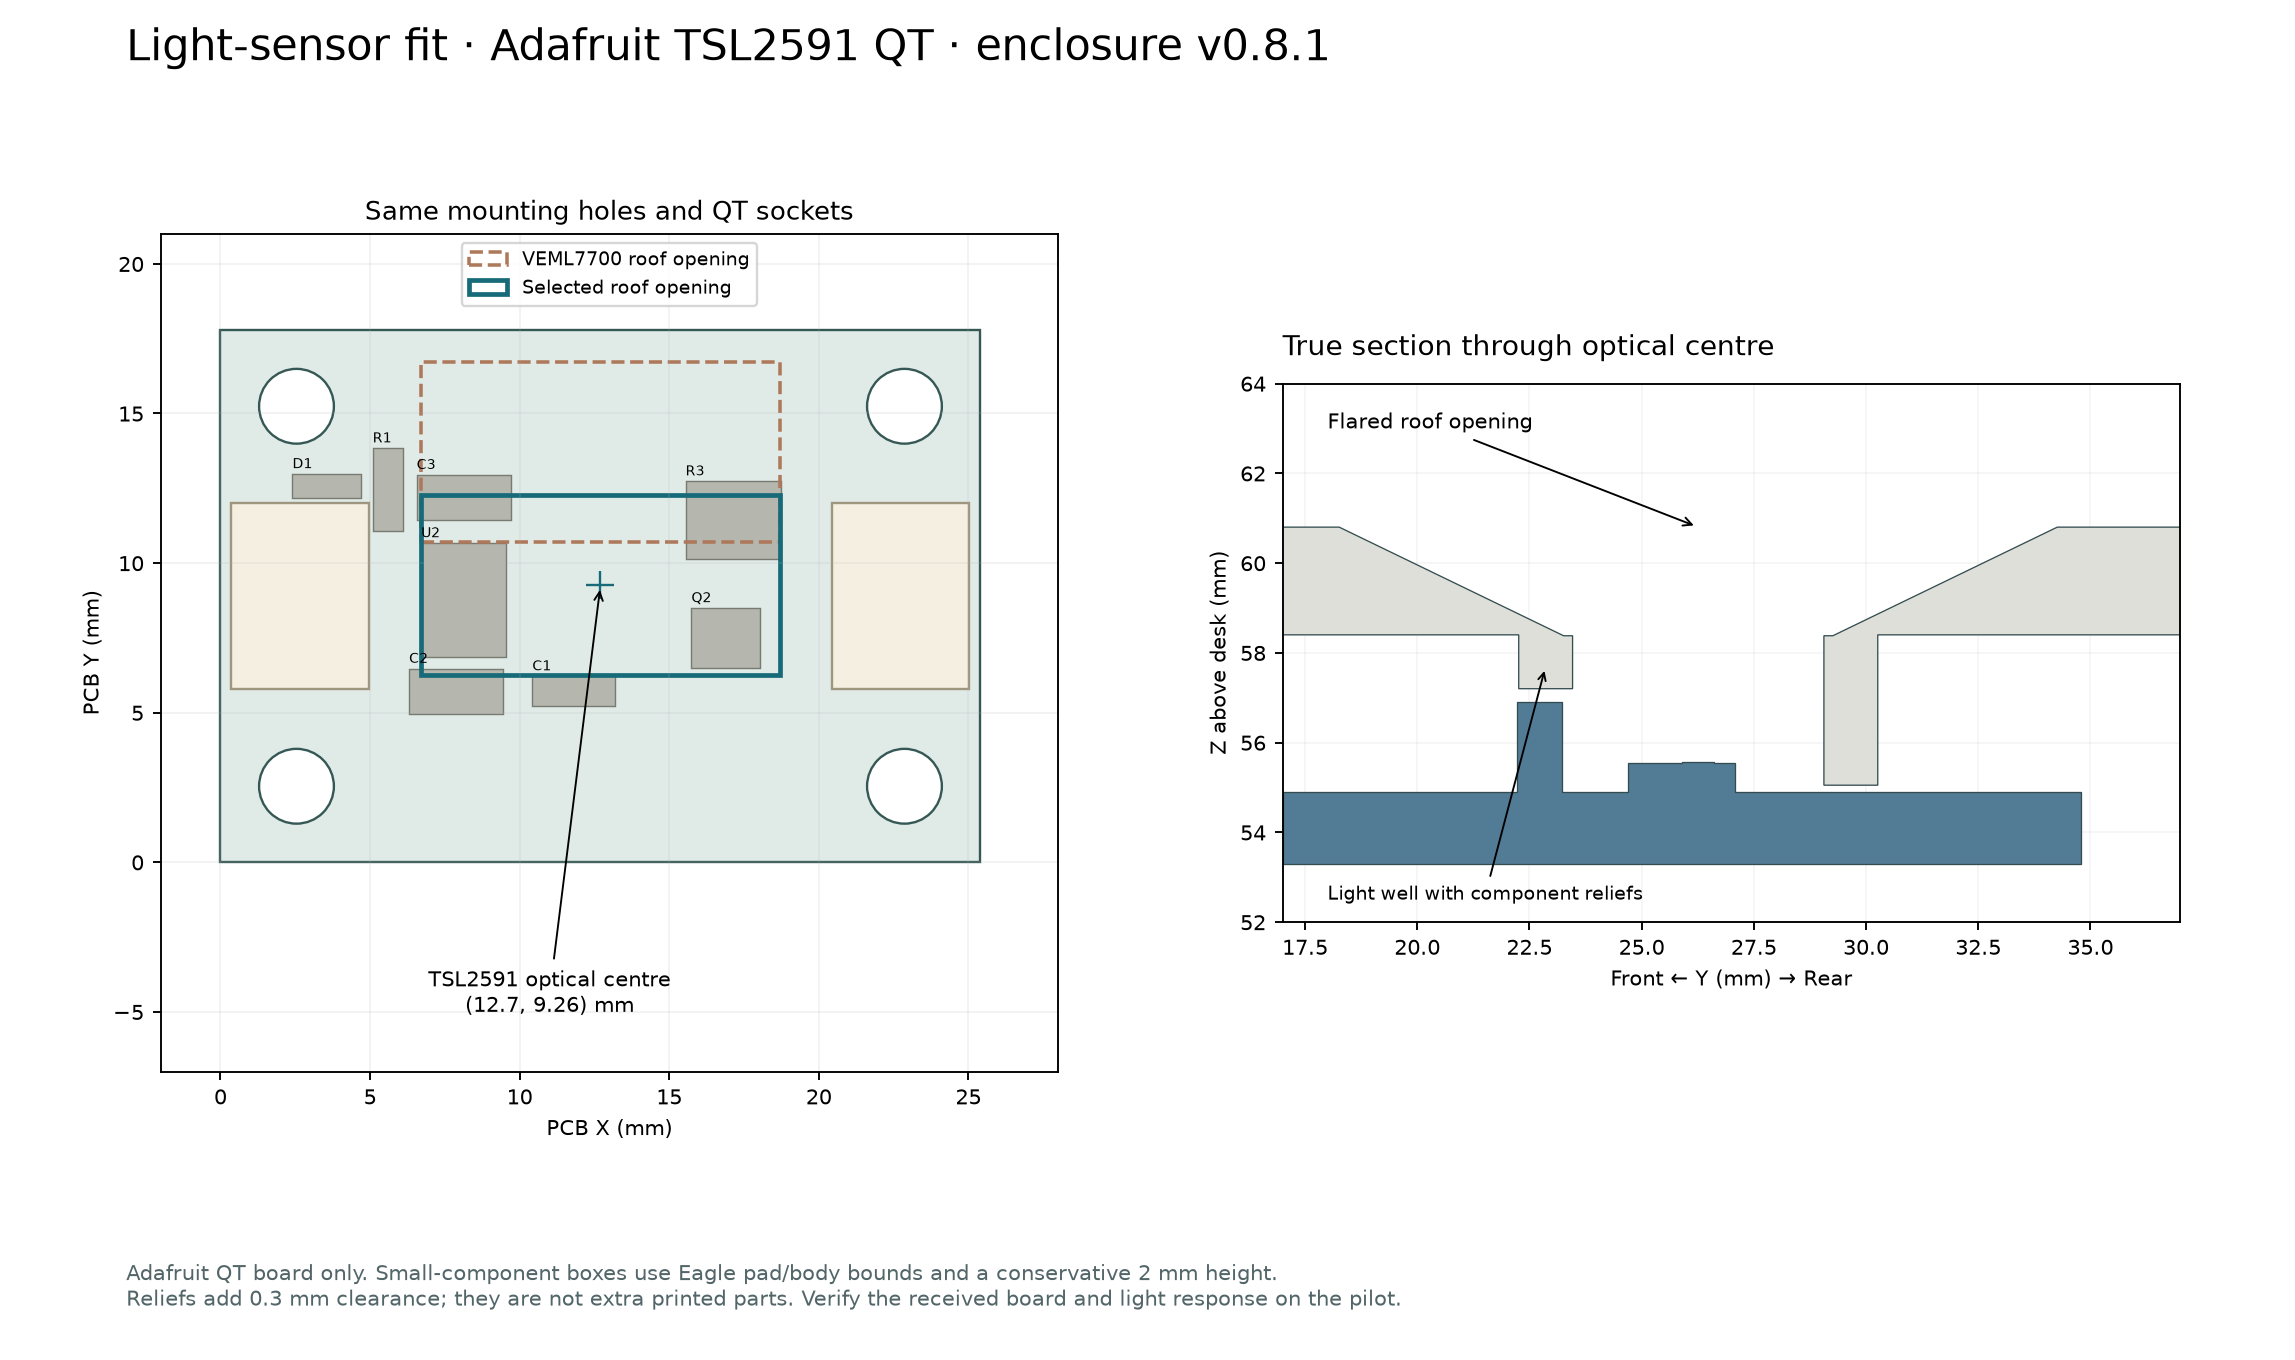 Light-sensor fit · Adafruit TSL2591 QT · enclosure v0.8.1
Same mounting holes and QT sockets
VEML7700 roof opening
Selected roof opening
20
15
10
5
0
−5
PCB Y (mm)
D1
R1
C3
R3
U2
Q2
C2
C1
TSL2591 optical centre
(12.7, 9.26) mm
0
5
10
15
20
25
PCB X (mm)
True section through optical centre
64
62
60
58
56
54
52
Z above desk (mm)
Flared roof opening
Light well with component reliefs
17.5
20.0
22.5
25.0
27.5
30.0
32.5
35.0
Front ← Y (mm) → Rear
Adafruit QT board only. Small-component boxes use Eagle pad/body bounds and a conservative 2 mm height.
Reliefs add 0.3 mm clearance; they are not extra printed parts. Verify the received board and light response on the pilot.